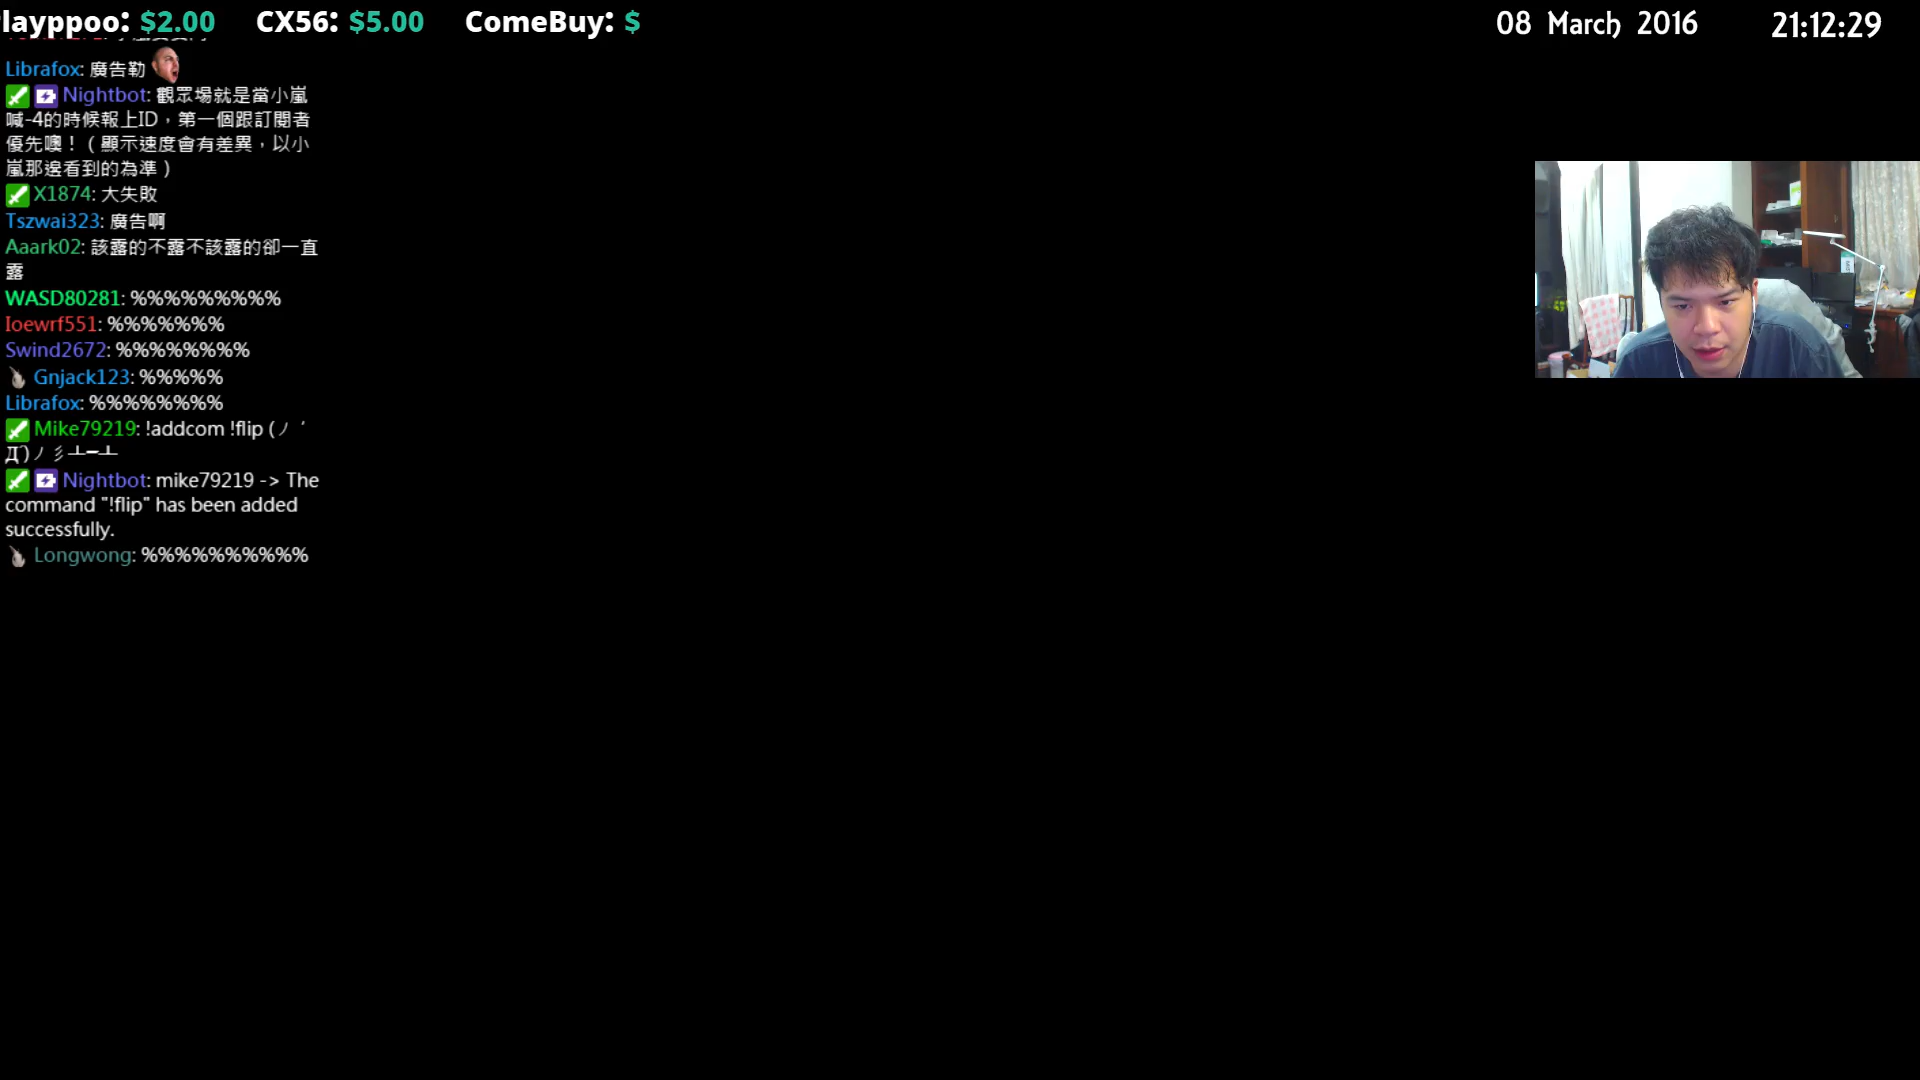 layppoo: $2.00 CX56: $5.00 ComeBuy: $
08 March 2016 21:12:29
Librafox: 廣告勒
Nightbot: 觀眾場就是當小嵐
喊-4的時候報上ID，第一個跟訂閱者
優先噢！（顯示速度會有差異，以小
嵐那邊看到的為準）
X1874: 大失敗
Tszwai323: 廣告啊
Aaark02: 該露的不露不該露的卻一直
露
WASD80281: %%%%%%%%%
Ioewrf551: %%%%%%%
Swind2672: %%%%%%%%
Gnjack123: %%%%%
Librafox: %%%%%%%%
Mike79219: !addcom !flip (ノ ‵
Д′)ノ彡┻━┻
Nightbot: mike79219 -> The
command "!flip" has been added
successfully.
Longwong: %%%%%%%%%%